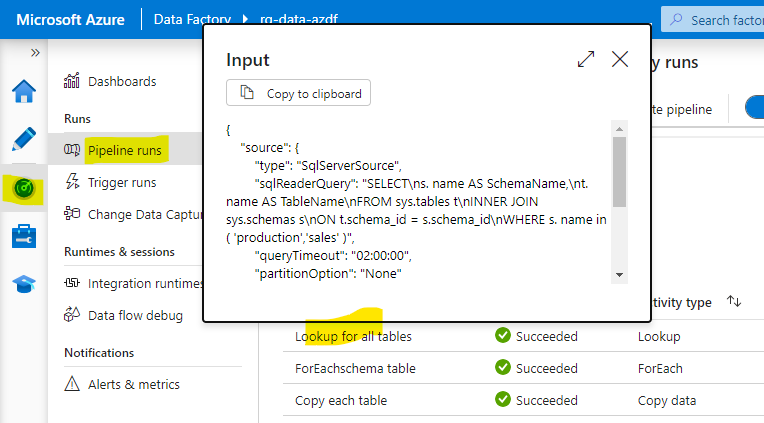 Microsoft Azure Data Factory rg-data-azdf Search facto
»
Dashboards
Runs
Pipeline runs
Trigger runs
Change Data Captur
Runtimes & sessions
Integration runtimes
Data flow debug
Notifications
Alerts & metrics
Input
Copy to clipboard
{
"source": {
"type": "SqlServerSource",
"sqlReaderQuery": "SELECT\ns. name AS SchemaName,\nt.
name AS TableName\nFROM sys.tables t\nINNER JOIN
sys.schemas s\nON t.schema_id = s.schema_id\nWHERE s. name in
( 'production','sales' )",
"queryTimeout": "02:00:00",
"partitionOption": "None"
y runs
te pipeline
tivity type
Lookup for all tables Succeeded Lookup
ForEachschema table Succeeded ForEach
Copy each table Succeeded Copy data